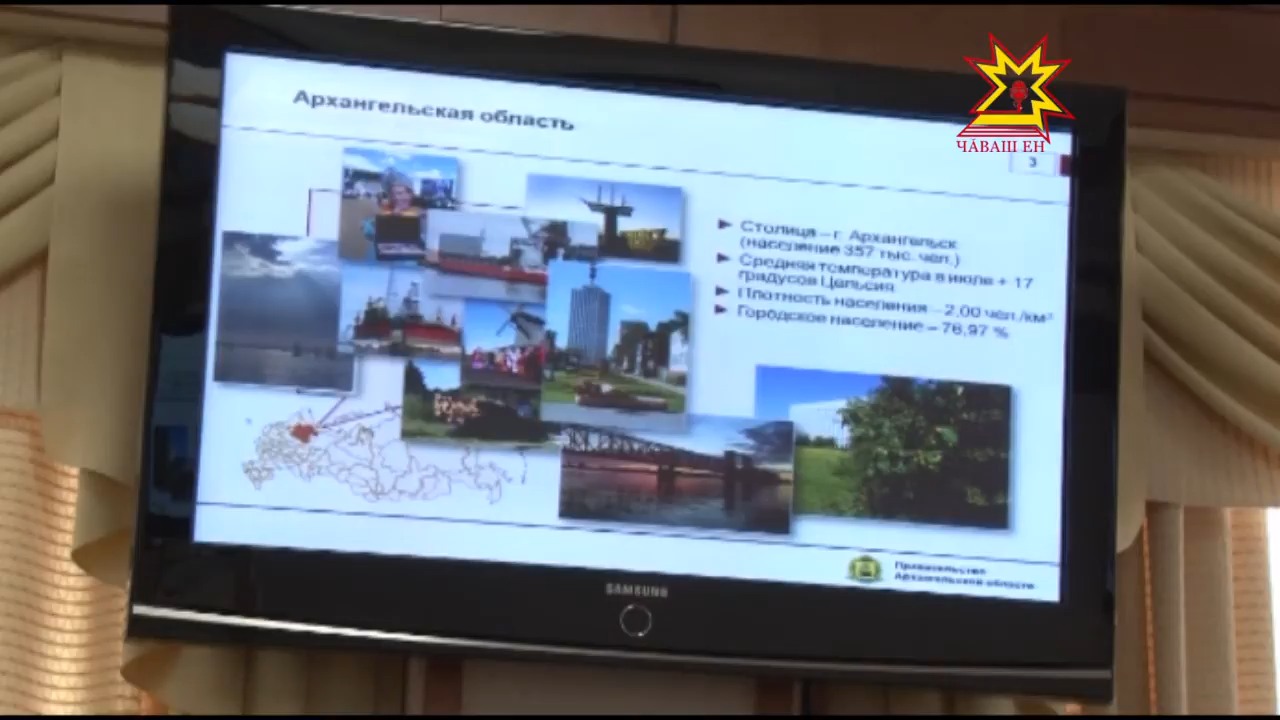 Архангельская область
ЧӐВАШ ЕН
3
Столица – г. Архангельск
(население 357 тыс. чел.)
Средняя температура в июле + 17
градусов Цельсия
Плотность населения – 2,00 чел./км²
Городское население – 76,97 %
Правительство
Архангельской области
SAMSUNG